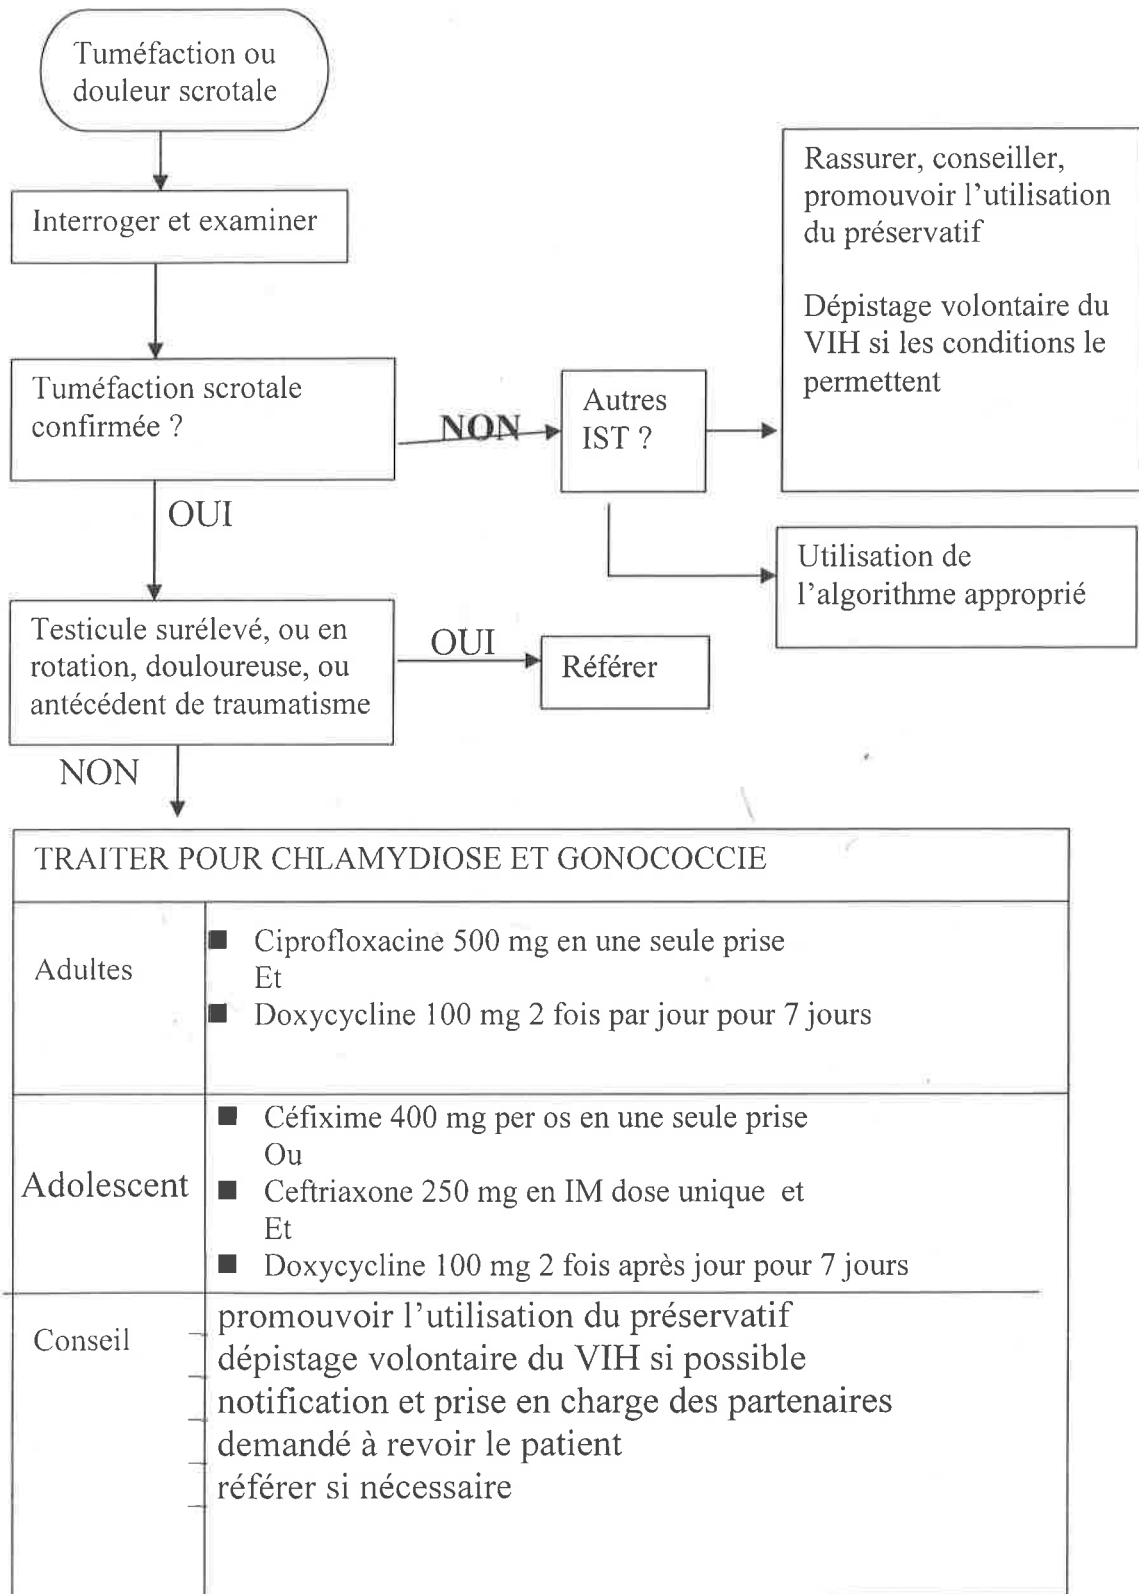 Tuméfaction ou
douleur scrotale
Interroger et examiner
Tuméfaction scrotale
confirmée ?
NON
Autres
IST ?
Rassurer, conseiller,
promouvoir l'utilisation
du préservatif
Dépistage volontaire du
VIH si les conditions le
permettent
OUI
Utilisation de
l'algorithme approprié
Testicule surélevé, ou en
rotation, douloureuse, ou
antécédent de traumatisme
OUI
Référer
NON
TRAITER POUR CHLAMYDIOSE ET GONOCOCCIE
Adultes
■ Ciprofloxacine 500 mg en une seule prise
Et
■ Doxycycline 100 mg 2 fois par jour pour 7 jours
Adolescent
■ Céfixime 400 mg per os en une seule prise
Ou
■ Ceftriaxone 250 mg en IM dose unique et
Et
■ Doxycycline 100 mg 2 fois après jour pour 7 jours
Conseil
promouvoir l'utilisation du préservatif
dépistage volontaire du VIH si possible
notification et prise en charge des partenaires
demandé à revoir le patient
référer si nécessaire